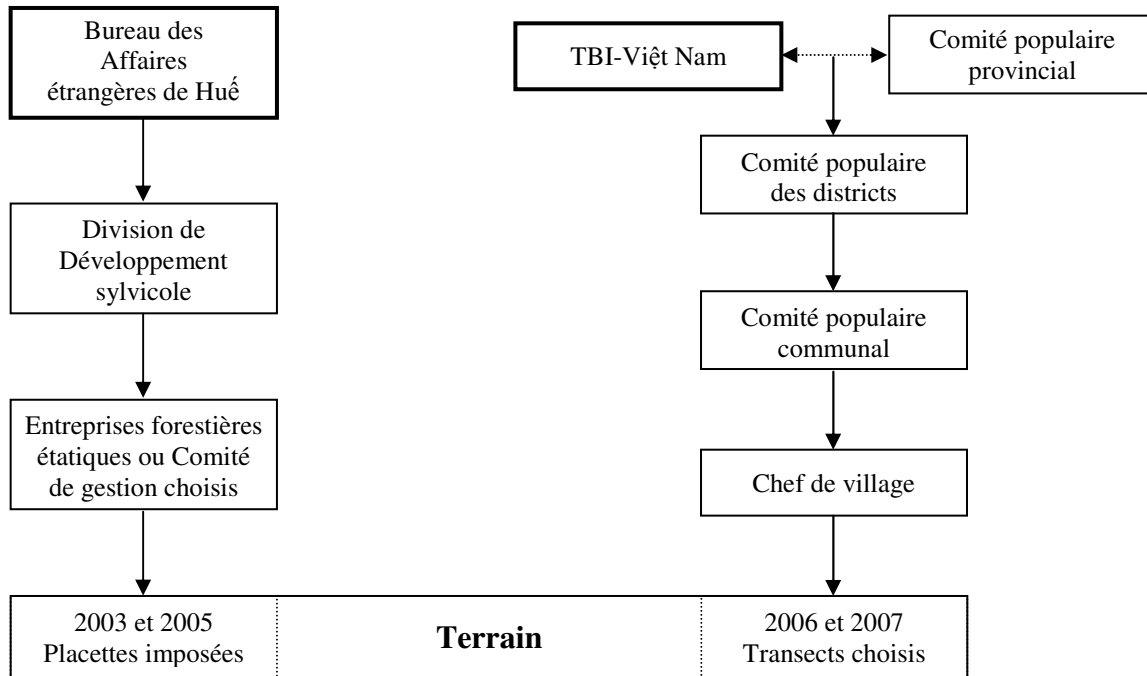 Bureau des
Affaires
étrangères de Huế
Division de
Développement
sylvicole
Entreprises forestières
étatiques ou Comité
de gestion choisis
2003 et 2005
Placettes imposées
Terrain
TBI-Việt Nam
Comité populaire
provincial
Comité populaire
des districts
Comité populaire
communal
Chef de village
2006 et 2007
Transects choisis